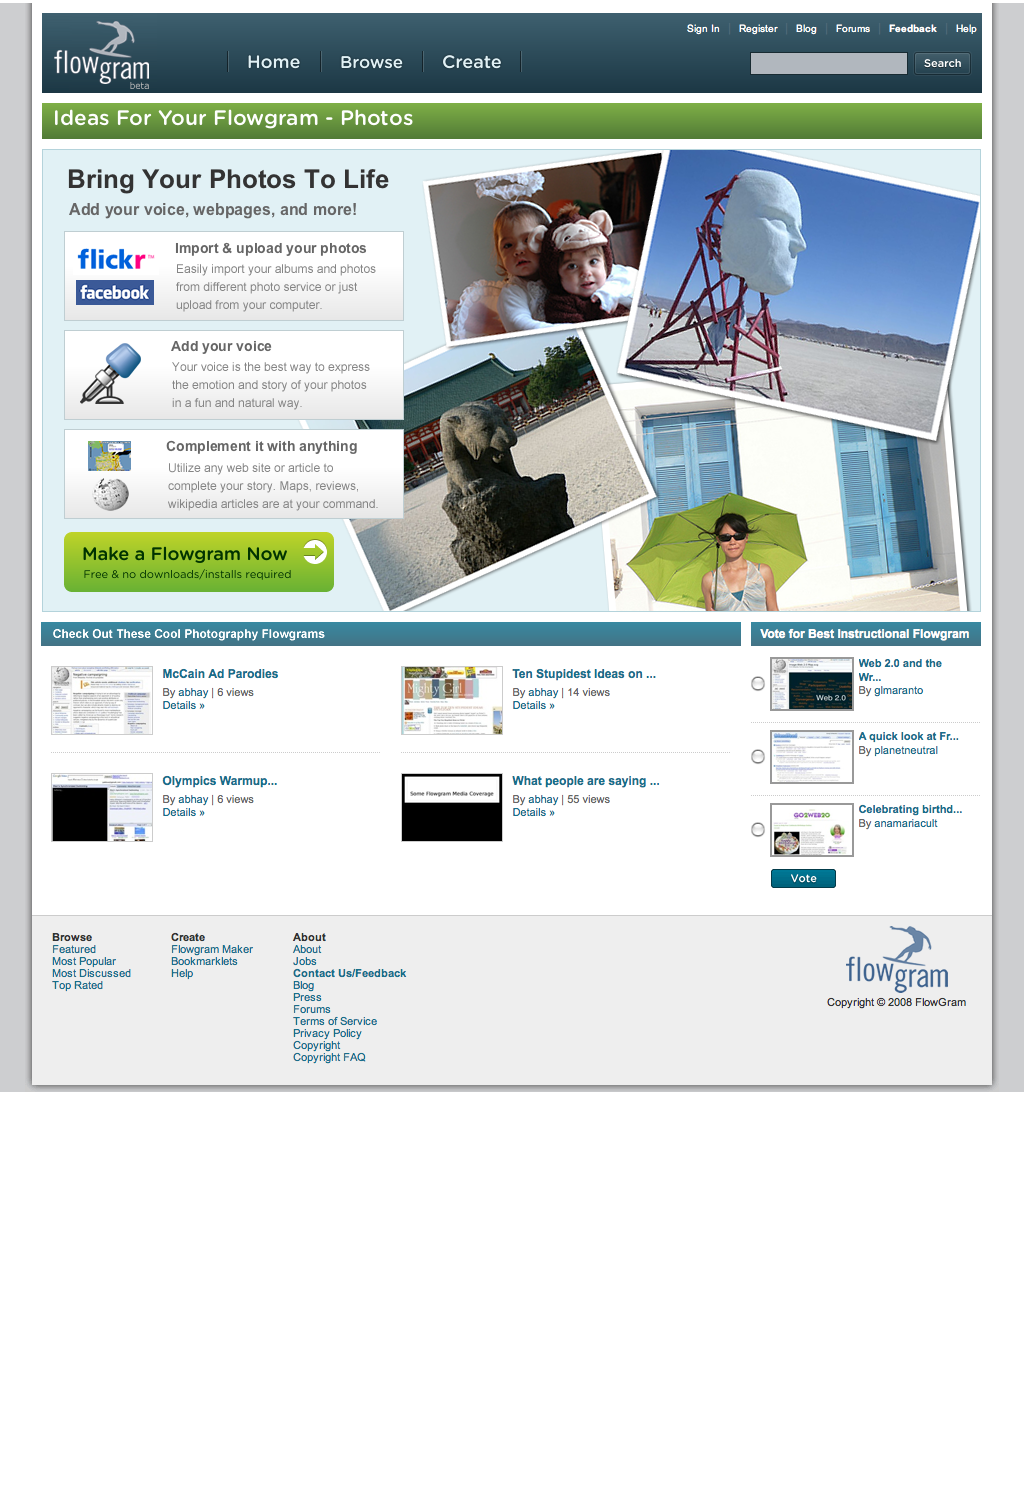 flowgram
beta
Home
Browse
Create
Sign In
Register
Blog
Forums
Feedback
Help
Search
Ideas For Your Flowgram - Photos
Bring Your Photos To Life
Add your voice, webpages, and more!
flickr™
facebook
Import & upload your photos
Easily import your albums and photos
from different photo service or just
upload from your computer.
Add your voice
Your voice is the best way to express
the emotion and story of your photos
in a fun and natural way.
Complement it with anything
Utilize any web site or article to
complete your story. Maps, reviews,
wikipedia articles are at your command.
Make a Flowgram Now
Free & no downloads/installs required
Check Out These Cool Photography Flowgrams
McCain Ad Parodies
By abhay | 6 views
Details »
Mighty Girl
Ten Stupidest Ideas on ...
By abhay | 14 views
Details »
Olympics Warmup...
By abhay | 6 views
Details »
Some Flowgram Media Coverage
What people are saying ...
By abhay | 55 views
Details »
Vote for Best Instructional Flowgram
Web 2.0
Web 2.0 and the
Wr...
By glmaranto
A quick look at Fr...
By planetneutral
GO2WEB20
Celebrating birthd...
By anamariacult
Vote
Browse
Featured
Most Popular
Most Discussed
Top Rated
Create
Flowgram Maker
Bookmarklets
Help
About
About
Jobs
Contact Us/Feedback
Blog
Press
Forums
Terms of Service
Privacy Policy
Copyright
Copyright FAQ
flowgram
Copyright © 2008 FlowGram